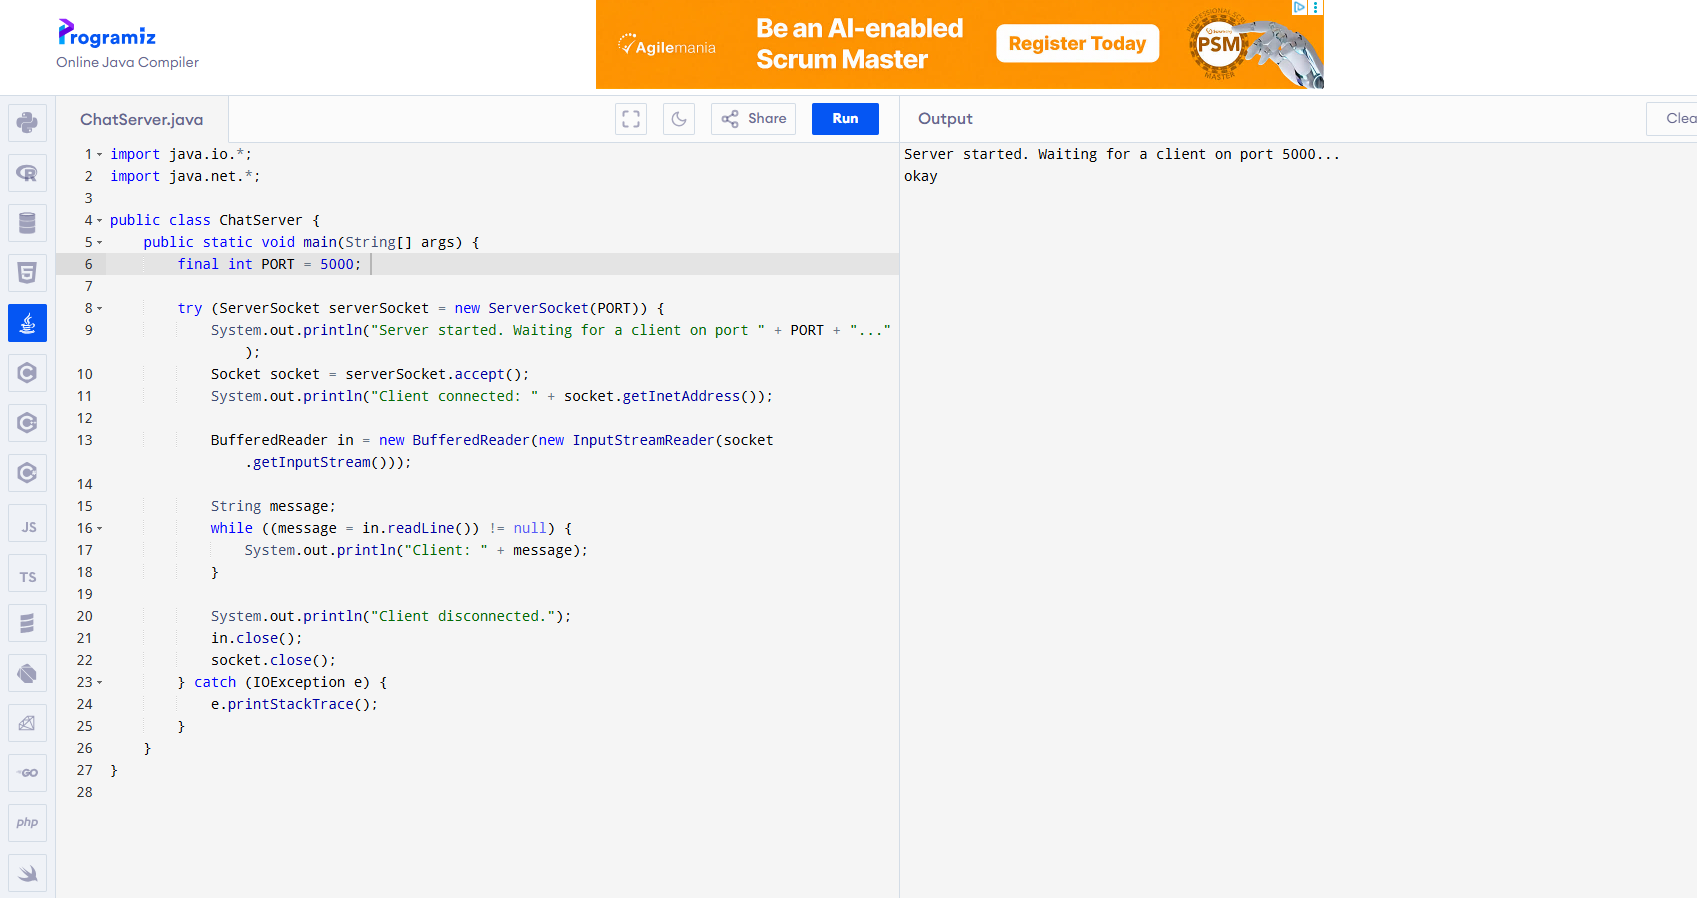 Programiz
Online Java Compiler
Agilemania
Be an AI-enabled
Scrum Master
Register Today
PROFESSIONAL SCRUM
PSM
MASTER
ChatServer.java
Share
Run
Output
Clea
1 import java.io.*;
2 import java.net.*;
3
4 public class ChatServer {
5     public static void main(String[] args) {
6         final int PORT = 5000;
7
8         try (ServerSocket serverSocket = new ServerSocket(PORT)) {
9             System.out.println("Server started. Waiting for a client on port " + PORT + "..."
                );
10             Socket socket = serverSocket.accept();
11             System.out.println("Client connected: " + socket.getInetAddress());
12
13             BufferedReader in = new BufferedReader(new InputStreamReader(socket
                .getInputStream()));
14
15             String message;
16             while ((message = in.readLine()) != null) {
17                 System.out.println("Client: " + message);
18             }
19
20             System.out.println("Client disconnected.");
21             in.close();
22             socket.close();
23         } catch (IOException e) {
24             e.printStackTrace();
25         }
26     }
27 }
28
Server started. Waiting for a client on port 5000...
okay
JS
TS
GO
php